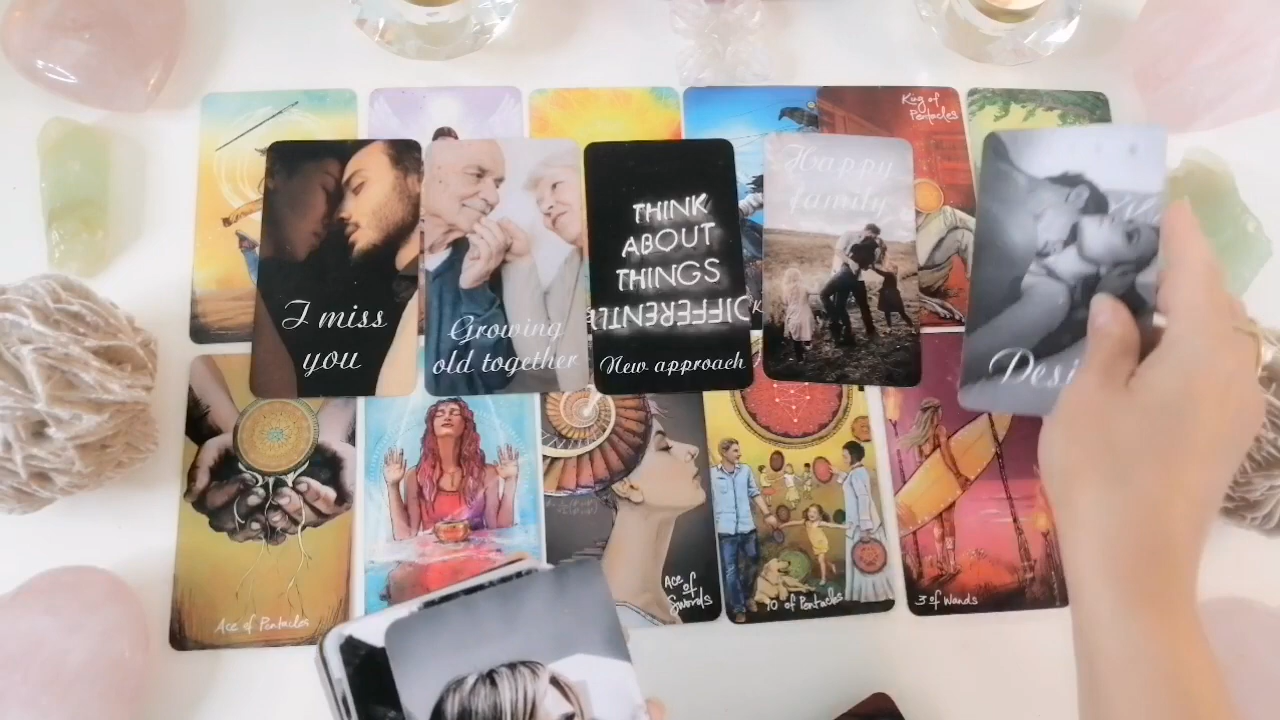 King of
Pentacles
I miss
you
Growing
old together
THINK
ABOUT
THINGS
DIFFERENTLY
New approach
Happy
family
Ace of Pentacles
Ace
of
Swords
10 of Pentacles
3 of Wands